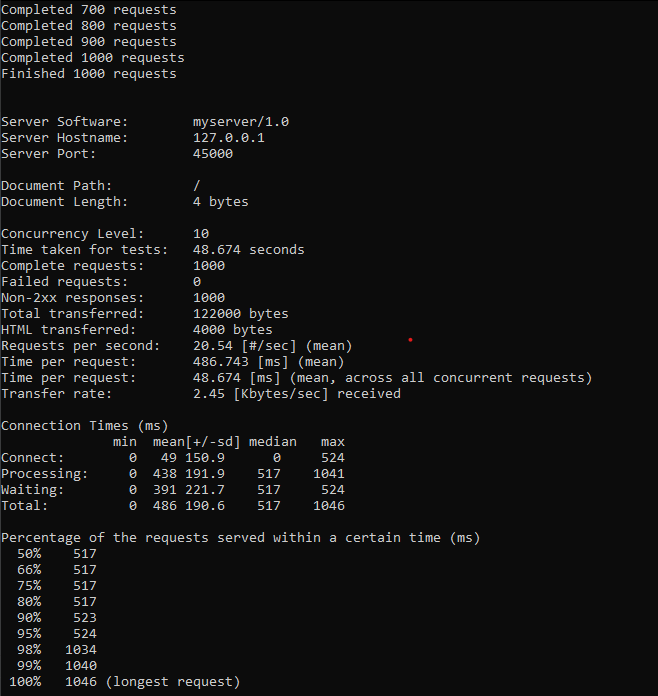 Completed 700 requests
Completed 800 requests
Completed 900 requests
Completed 1000 requests
Finished 1000 requests
Server Software:        myserver/1.0
Server Hostname:        127.0.0.1
Server Port:            45000
Document Path:          /
Document Length:        4 bytes
Concurrency Level:      10
Time taken for tests:   48.674 seconds
Complete requests:      1000
Failed requests:        0
Non-2xx responses:      1000
Total transferred:      122000 bytes
HTML transferred:       4000 bytes
Requests per second:    20.54 [#/sec] (mean)
Time per request:       486.743 [ms] (mean)
Time per request:       48.674 [ms] (mean, across all concurrent requests)
Transfer rate:          2.45 [Kbytes/sec] received
Connection Times (ms)
              min  mean[+/-sd] median   max
Connect:        0   49 150.9      0     524
Processing:     0  438 191.9    517    1041
Waiting:        0  391 221.7    517     524
Total:          0  486 190.6    517    1046
Percentage of the requests served within a certain time (ms)
  50%    517
  66%    517
  75%    517
  80%    517
  90%    523
  95%    524
  98%   1034
  99%   1040
 100%   1046 (longest request)